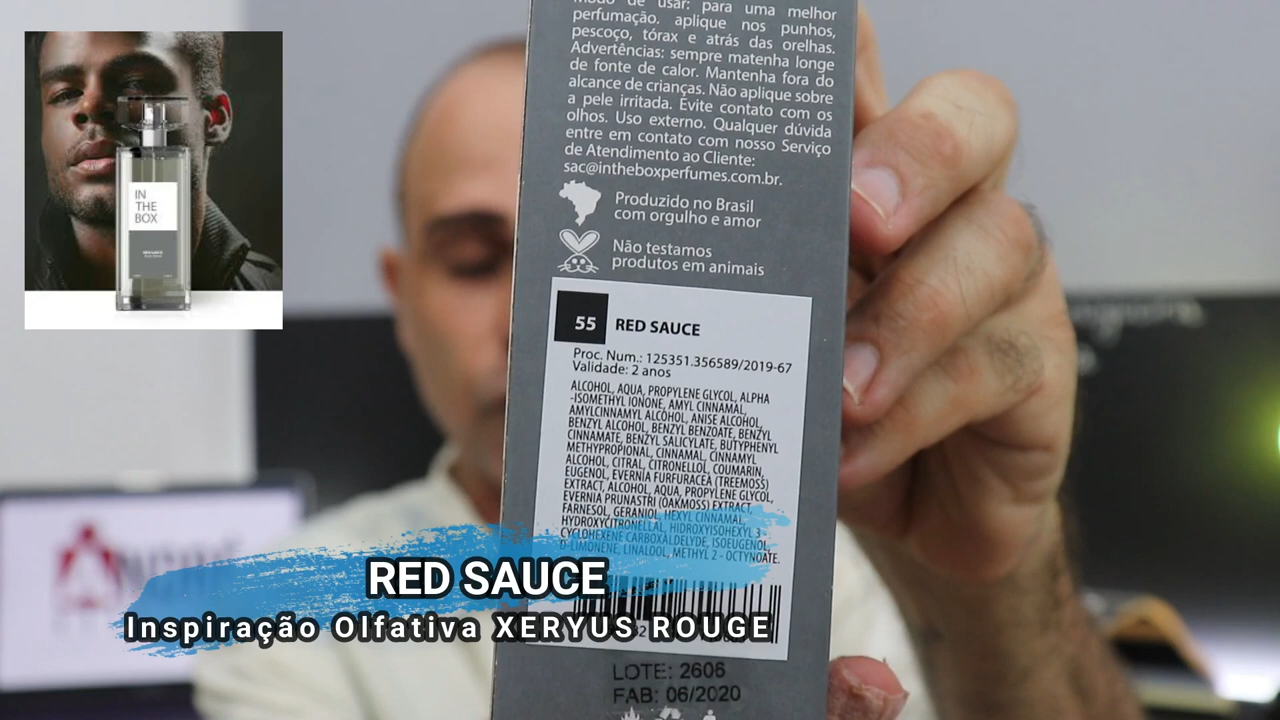 IN
THE
BOX
Modo de usar: para uma melhor
perfumação. aplique nos punhos,
pescoço, tórax e atrás das orelhas.
Advertências: sempre matenha longe
de fonte de calor. Mantenha fora do
alcance de crianças. Não aplique sobre
a pele irritada. Evite contato com os
olhos. Uso externo. Qualquer dúvida
entre em contato com nosso Serviço
de Atendimento ao Cliente:
sac@intheboxperfumes.com.br.
Produzido no Brasil
com orgulho e amor
Não testamos
produtos em animais
55 RED SAUCE
Proc. Num.: 125351.356589/2019-67
Validade: 2 anos
ALCOHOL, AQUA, PROPYLENE GLYCOL, ALPHA
-ISOMETHYL IONONE, AMYL CINNAMAL,
AMYLCINNAMYL ALCOHOL, ANISE ALCOHOL,
BENZYL ALCOHOL, BENZYL BENZOATE, BENZYL
CINNAMATE, BENZYL SALICYLATE, BUTYPHENYL
METHYPROPIONAL, CINNAMAL, CINNAMYL
ALCOHOL, CITRAL, CITRONELLOL, COUMARIN,
EUGENOL, EVERNIA FURFURACEA (TREEMOSS)
EXTRACT, ALCOHOL, AQUA, PROPYLENE GLYCOL,
EVERNIA PRUNASTRI (OAKMOSS) EXTRACT,
FARNESOL, GERANIOL, HEXYL CINNAMAL,
HYDROXYCITRONELLAL, HIDROXYISOHEXYL 3
CYCLOHEXENE CARBOXALDEYDE, ISOEUGENOL,
D-LIMONENE, LINALOOL, METHYL 2 - OCTYNOATE.
RED SAUCE
Inspiração Olfativa XERYUS ROUGE
LOTE: 2606
FAB: 06/2020